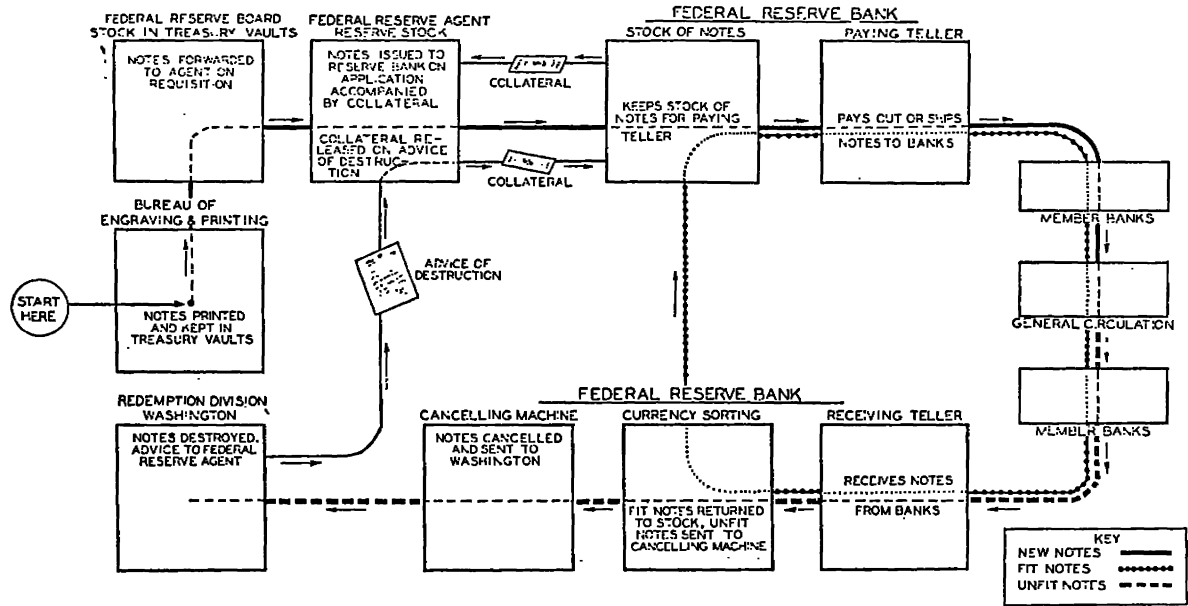 FEDERAL RESERVE BOARD
STOCK IN TREASURY VAULTS
NOTES FORWARDED
TO AGENT ON
REQUISITION
FEDERAL RESERVE AGENT
RESERVE STOCK
NOTES ISSUED TO
RESERVE BANK ON
APPLICATION
ACCOMPANIED
BY COLLATERAL
COLLATERAL RE-
LEASED ON ADVICE
OF DESTRUC-
TION
COLLATERAL
COLLATERAL
FEDERAL RESERVE BANK
STOCK OF NOTES
KEEPS STOCK OF
NOTES FOR PAYING
TELLER
PAYING TELLER
PAYS OUT OR SHIPS
NOTES TO BANKS
MEMBER BANKS
GENERAL CIRCULATION
MEMBER BANKS
BUREAU OF
ENGRAVING & PRINTING
START
HERE
NOTES PRINTED
AND KEPT IN
TREASURY VAULTS
ADVICE OF
DESTRUCTION
REDEMPTION DIVISION
WASHINGTON
NOTES DESTROYED.
ADVICE TO FEDERAL
RESERVE AGENT
FEDERAL RESERVE BANK
CANCELLING MACHINE
NOTES CANCELLED
AND SENT TO
WASHINGTON
CURRENCY SORTING
FIT NOTES RETURNED
TO STOCK, UNFIT
NOTES SENT TO
CANCELLING MACHINE
RECEIVING TELLER
RECEIVES NOTES
FROM BANKS
KEY
NEW NOTES
FIT NOTES
UNFIT NOTES